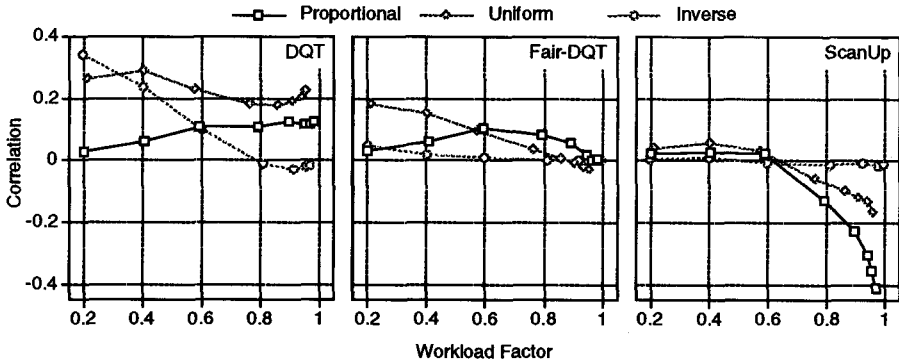 Proportional Uniform Inverse
DQT Fair-DQT ScanUp
0.4
0.2
0
-0.2
-0.4
Correlation
0.2 0.4 0.6 0.8 1 0.2 0.4 0.6 0.8 1 0.2 0.4 0.6 0.8 1
Workload Factor